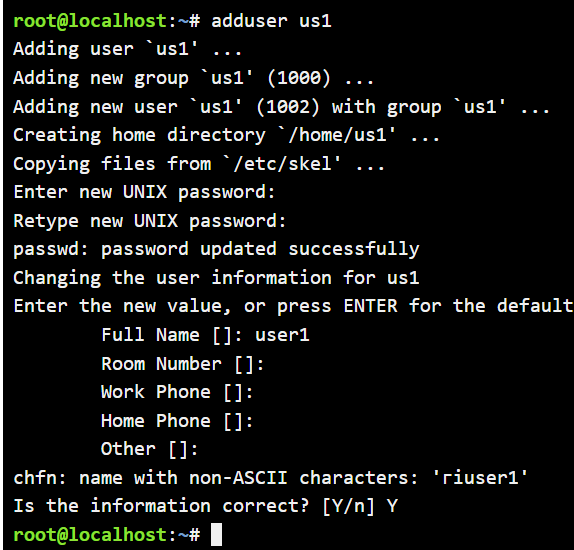 root@localhost:~# adduser us1
Adding user `us1' ...
Adding new group `us1' (1000) ...
Adding new user `us1' (1002) with group `us1' ...
Creating home directory `/home/us1' ...
Copying files from `/etc/skel' ...
Enter new UNIX password:
Retype new UNIX password:
passwd: password updated successfully
Changing the user information for us1
Enter the new value, or press ENTER for the default
Full Name []: user1
Room Number []:
Work Phone []:
Home Phone []:
Other []:
chfn: name with non-ASCII characters: 'гіuser1'
Is the information correct? [Y/n] Y
root@localhost:~#